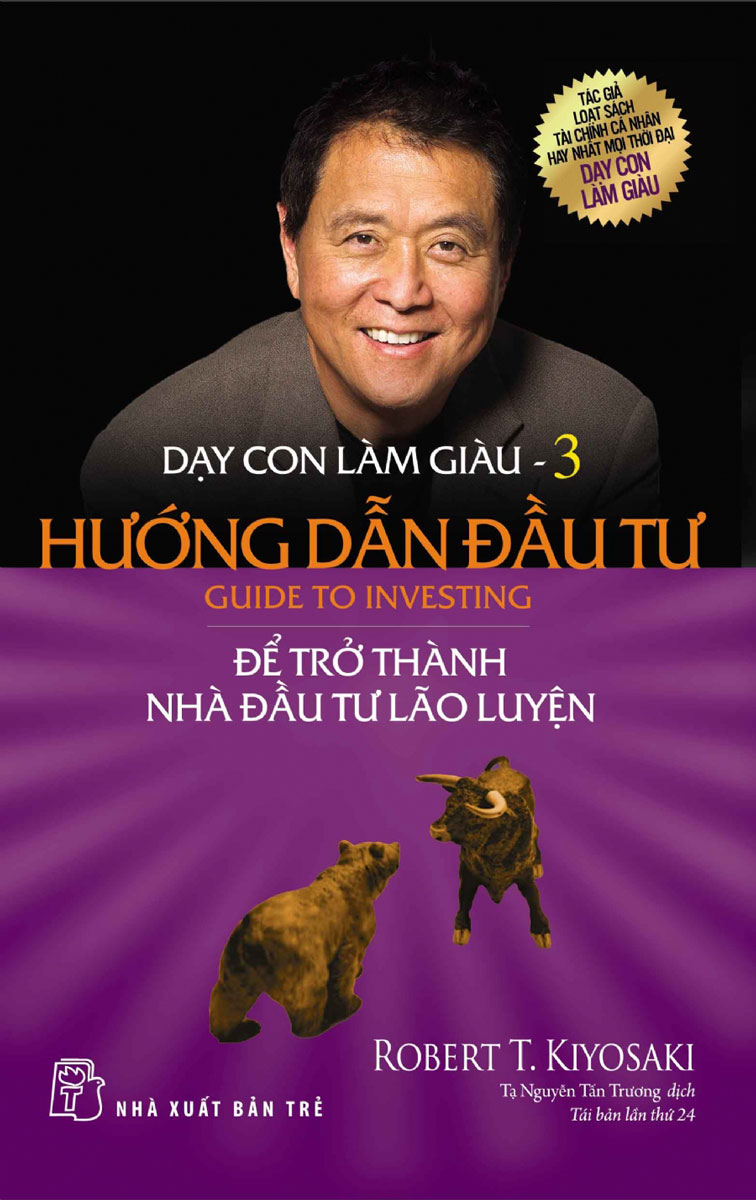 TÁC GIẢ
LOẠT SÁCH
TÀI CHÍNH CÁ NHÂN
HAY NHẤT MỌI THỜI ĐẠI
DẠY CON
LÀM GIÀU
DẠY CON LÀM GIÀU - 3
HƯỚNG DẪN ĐẦU TƯ
GUIDE TO INVESTING
ĐỂ TRỞ THÀNH
NHÀ ĐẦU TƯ LÃO LUYỆN
ROBERT T. KIYOSAKI
Tạ Nguyễn Tấn Trương dịch
Tái bản lần thứ 24
T
NHÀ XUẤT BẢN TRẺ